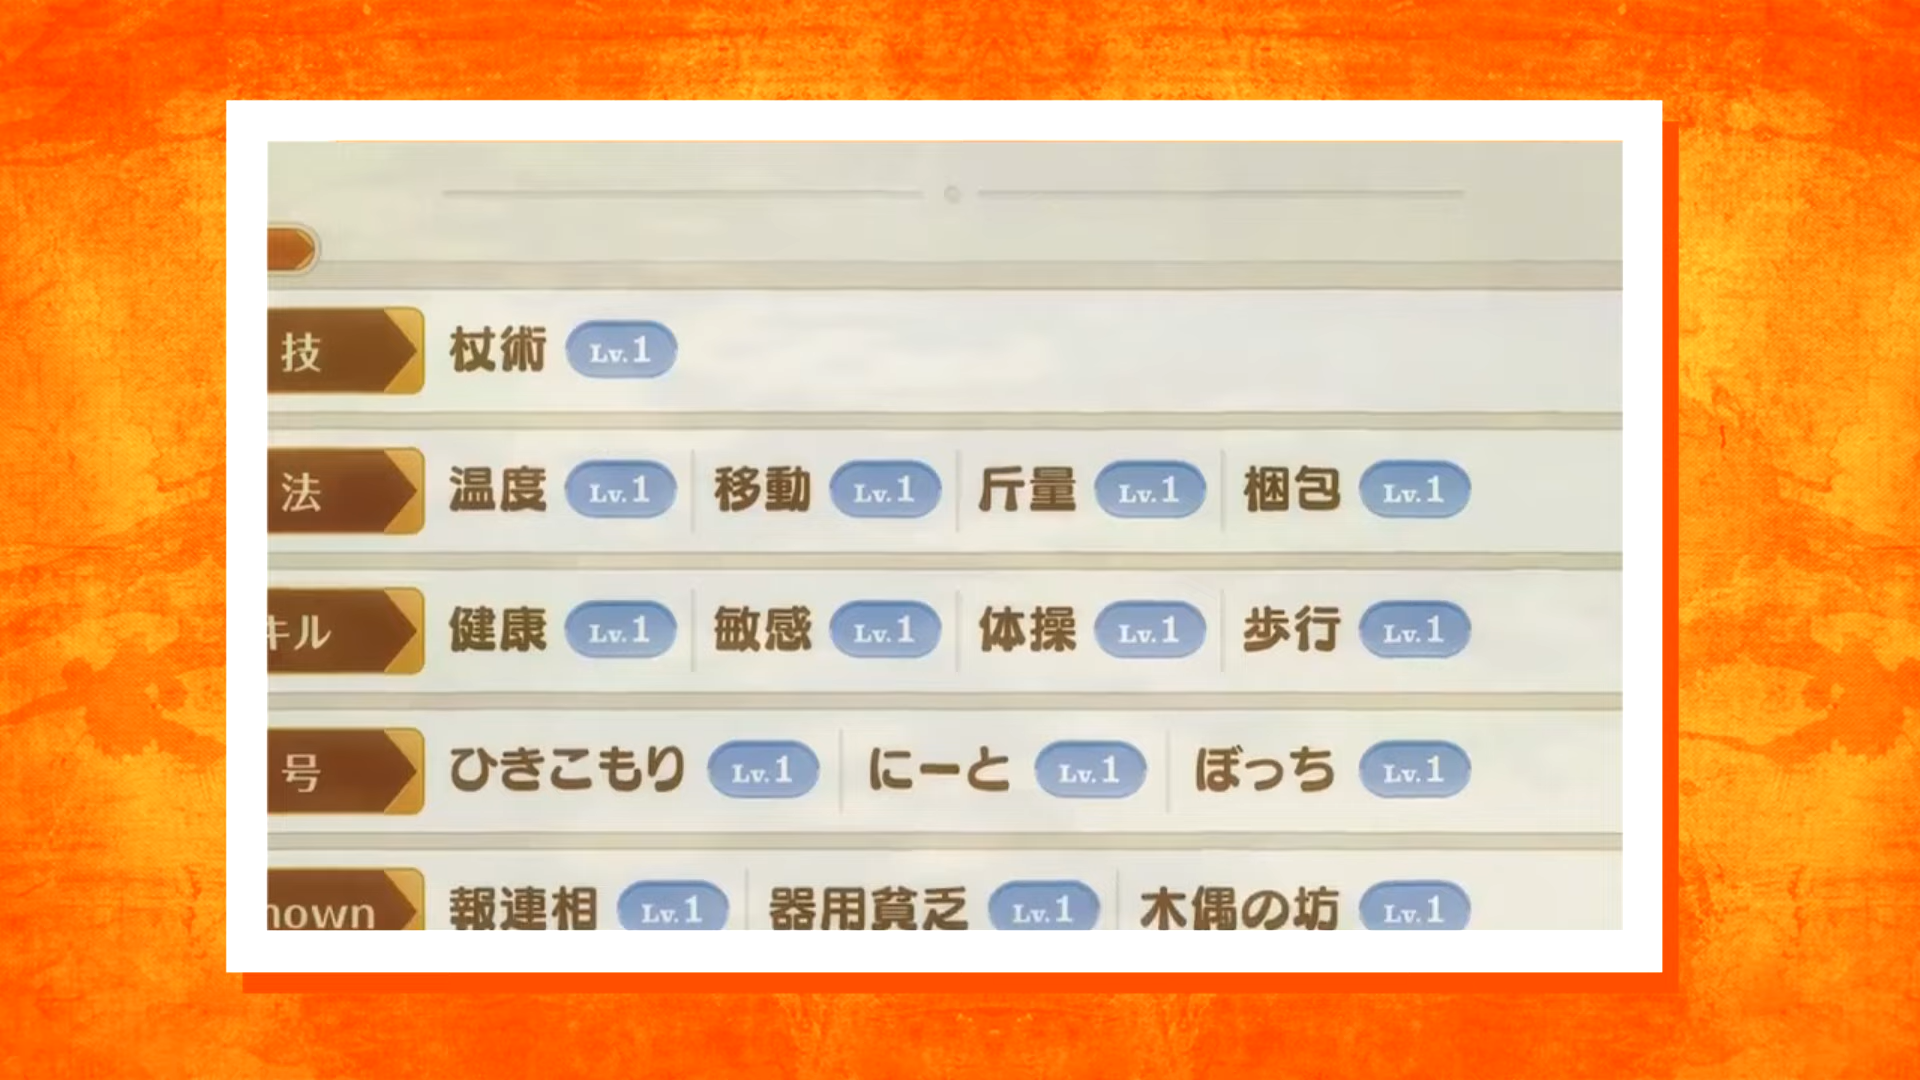 技 杖術 Lv.1
法 温度 Lv.1 移動 Lv.1 斤量 Lv.1 梱包 Lv.1
キル 健康 Lv.1 敏感 Lv.1 体操 Lv.1 歩行 Lv.1
号 ひきこもり Lv.1 にーと Lv.1 ぼっち Lv.1
nown 報連相 Lv.1 器用貧乏 Lv.1 木偶の坊 Lv.1